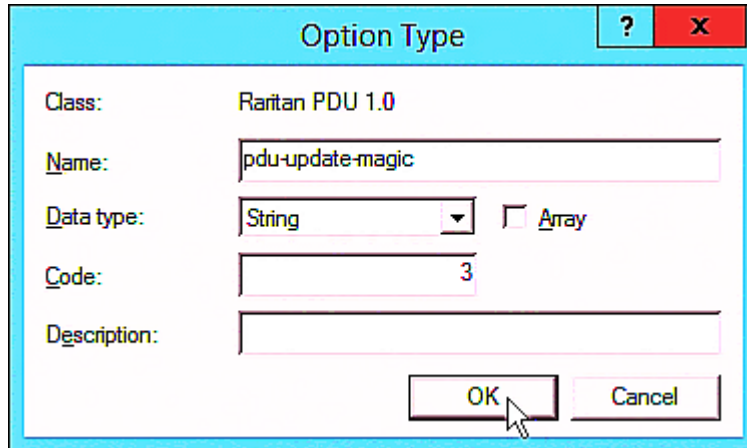 Option Type
?
x
Class: Raritan PDU 1.0
Name: pdu-update-magic
Data type: String Array
Code: 3
Description:
OK Cancel